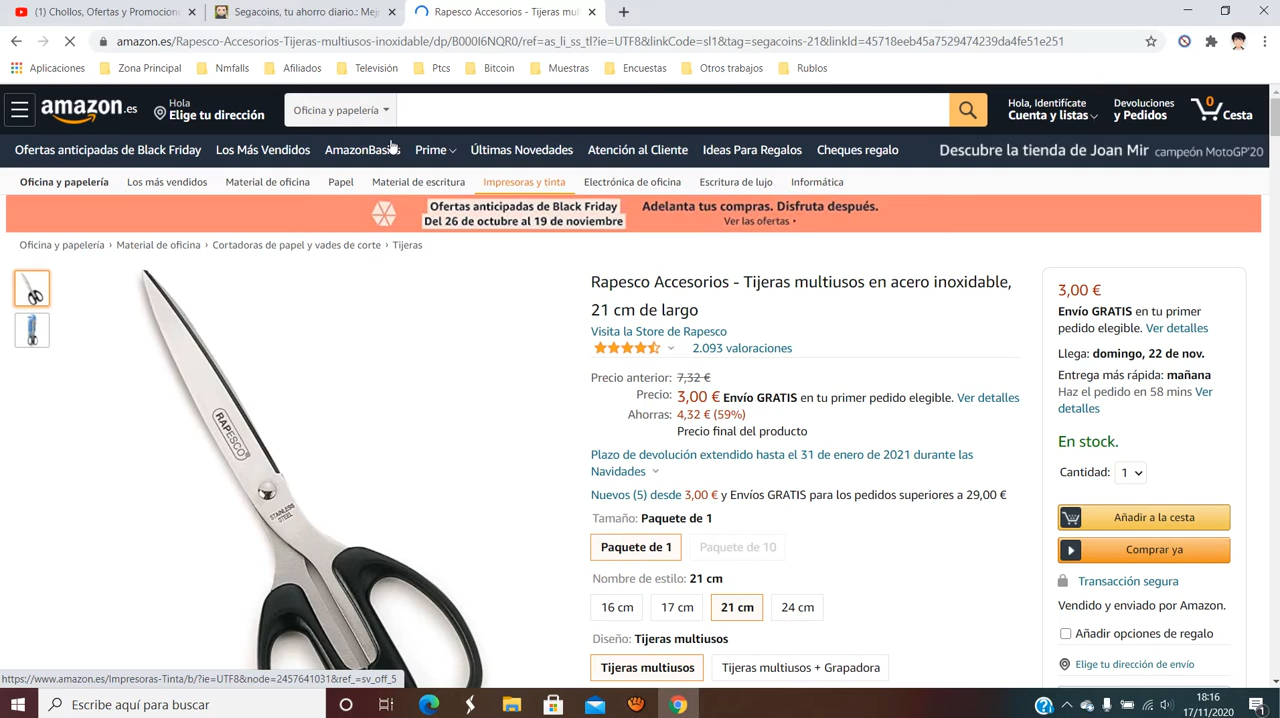 (1) Chollos, Ofertas y Promocione
Segacoins, tu ahorro diario.: Mej
Rapesco Accesorios - Tijeras mul
amazon.es/Rapesco-Accesorios-Tijeras-multiusos-inoxidable/dp/B000I6NQR0/ref=as_li_ss_tl?ie=UTF8&linkCode=sl1&tag=segacoins-21&linkId=45718eeb45a7529474239da4fe51e251
Aplicaciones
Zona Principal
Nmfalls
Afiliados
Televisión
Ptcs
Bitcoin
Muestras
Encuestas
Otros trabajos
Rublos
amazon.es
Hola
Elige tu dirección
Oficina y papelería
Hola, Identifícate
Cuenta y listas
Devoluciones
y Pedidos
0
Cesta
Ofertas anticipadas de Black Friday
Los Más Vendidos
AmazonBasics
Prime
Últimas Novedades
Atención al Cliente
Ideas Para Regalos
Cheques regalo
Descubre la tienda de Joan Mir campeón MotoGP'20
Oficina y papelería
Los más vendidos
Material de oficina
Papel
Material de escritura
Impresoras y tinta
Electrónica de oficina
Escritura de lujo
Informática
Ofertas anticipadas de Black Friday
Del 26 de octubre al 19 de noviembre
Adelanta tus compras. Disfruta después.
Ver las ofertas
Oficina y papelería › Material de oficina › Cortadoras de papel y vades de corte › Tijeras
RAPESCO
STAINLESS
STEEL
Rapesco Accesorios - Tijeras multiusos en acero inoxidable,
21 cm de largo
Visita la Store de Rapesco
2.093 valoraciones
Precio anterior: 7,32 €
Precio: 3,00 € Envío GRATIS en tu primer pedido elegible. Ver detalles
Ahorras: 4,32 € (59%)
Precio final del producto
Plazo de devolución extendido hasta el 31 de enero de 2021 durante las
Navidades
Nuevos (5) desde 3,00 € y Envíos GRATIS para los pedidos superiores a 29,00 €
Tamaño: Paquete de 1
Paquete de 1
Paquete de 10
Nombre de estilo: 21 cm
16 cm
17 cm
21 cm
24 cm
Diseño: Tijeras multiusos
Tijeras multiusos
Tijeras multiusos + Grapadora
3,00 €
Envío GRATIS en tu primer
pedido elegible. Ver detalles
Llega: domingo, 22 de nov.
Entrega más rápida: mañana
Haz el pedido en 58 mins Ver
detalles
En stock.
Cantidad: 1
Añadir a la cesta
Comprar ya
Transacción segura
Vendido y enviado por Amazon.
Añadir opciones de regalo
Elige tu dirección de envío
https://www.amazon.es/Impresoras-Tinta/b/?ie=UTF8&node=2457641031&ref_=sv_off_5
Escribe aquí para buscar
18:16
17/11/2020
1